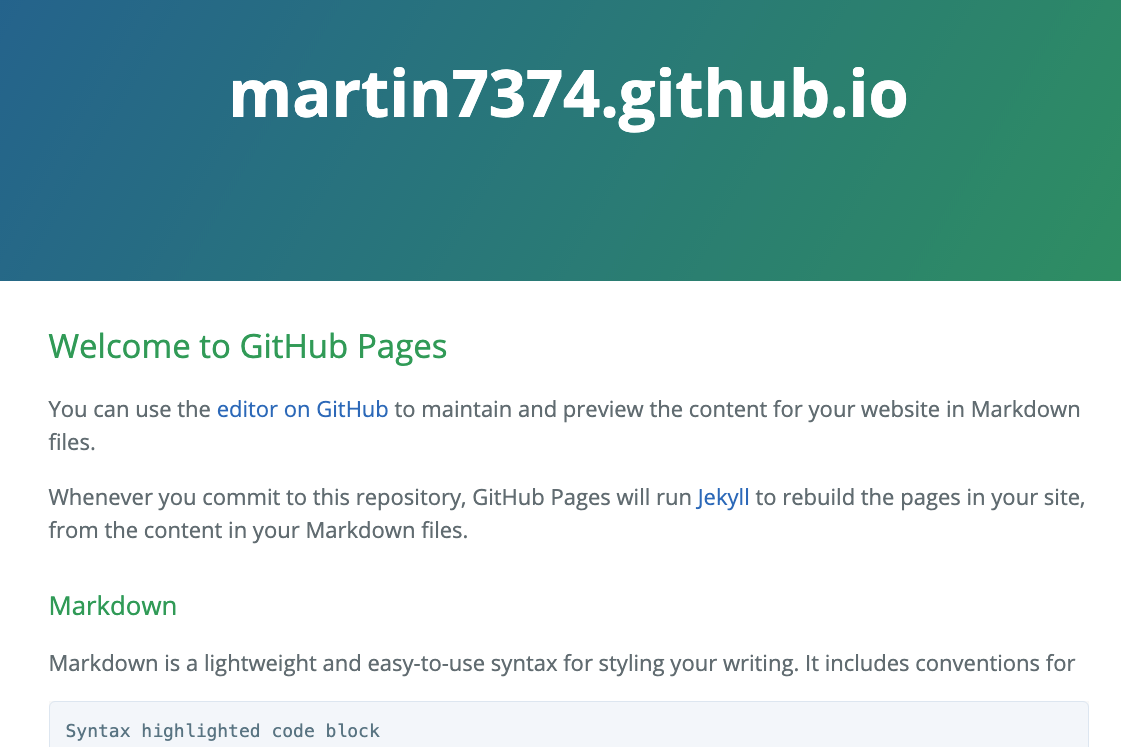 martin7374.github.io
Welcome to GitHub Pages
You can use the editor on GitHub to maintain and preview the content for your website in Markdown
files.
Whenever you commit to this repository, GitHub Pages will run Jekyll to rebuild the pages in your site,
from the content in your Markdown files.
Markdown
Markdown is a lightweight and easy-to-use syntax for styling your writing. It includes conventions for
Syntax highlighted code block